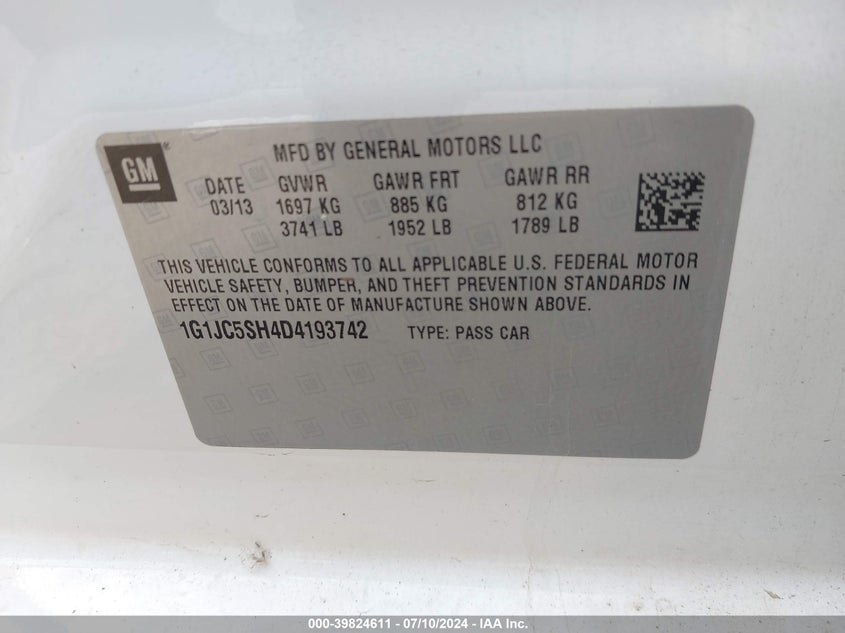 GM®
MFD BY GENERAL MOTORS LLC
DATE GVWR GAWR FRT GAWR RR
03/13 1697 KG 885 KG 812 KG
3741 LB 1952 LB 1789 LB
THIS VEHICLE CONFORMS TO ALL APPLICABLE U.S. FEDERAL MOTOR
VEHICLE SAFETY, BUMPER, AND THEFT PREVENTION STANDARDS IN
EFFECT ON THE DATE OF MANUFACTURE SHOWN ABOVE.
1G1JC5SH4D4193742 TYPE: PASS CAR
000-39824611 - 07/10/2024 - IAA Inc.